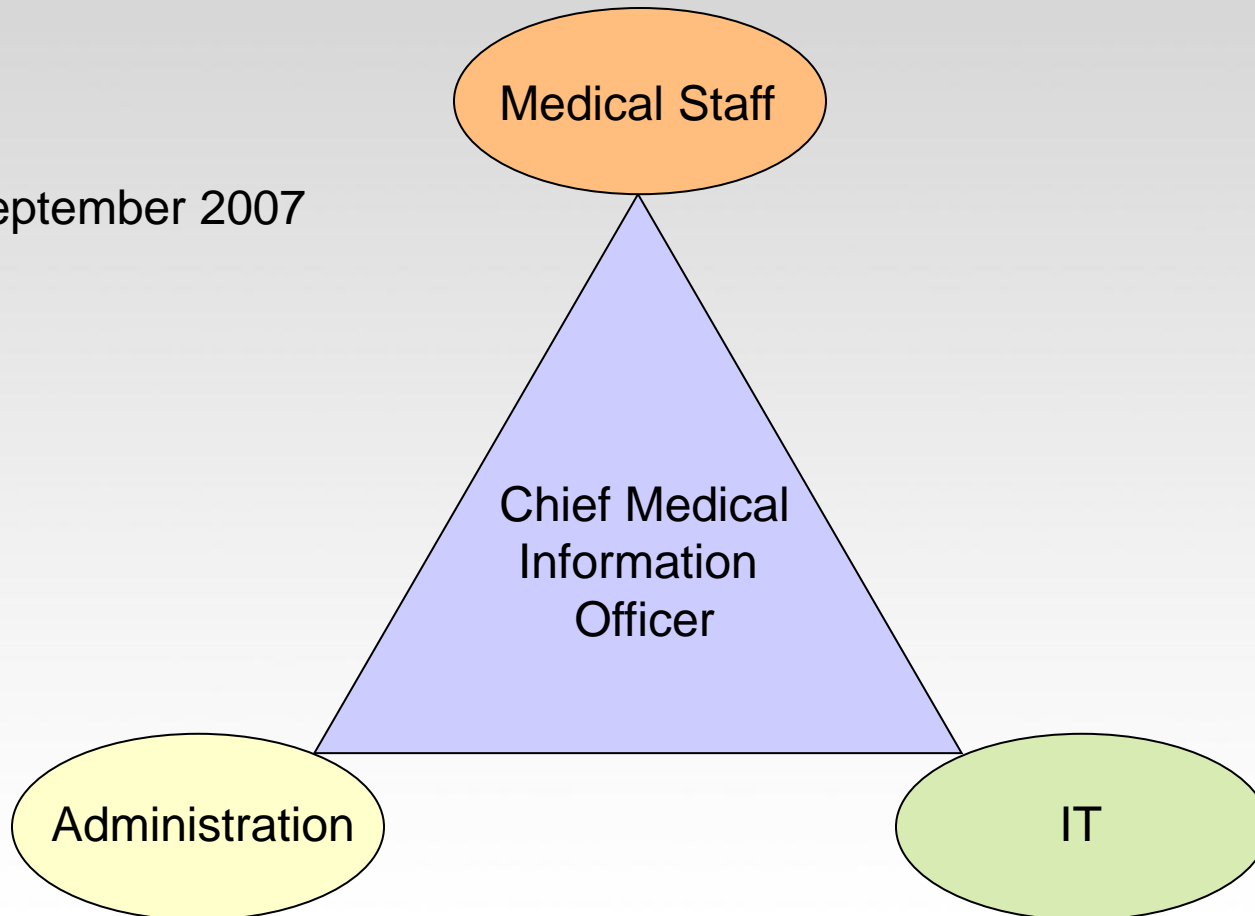 Medical Staff
eptember 2007
Chief Medical
Information
Officer
Administration
IT